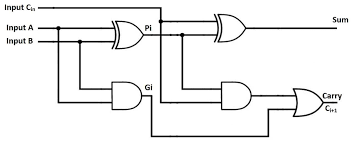 Input Cin
Input A
Input B
Pi
Gi
Sum
Carry
Ci+1